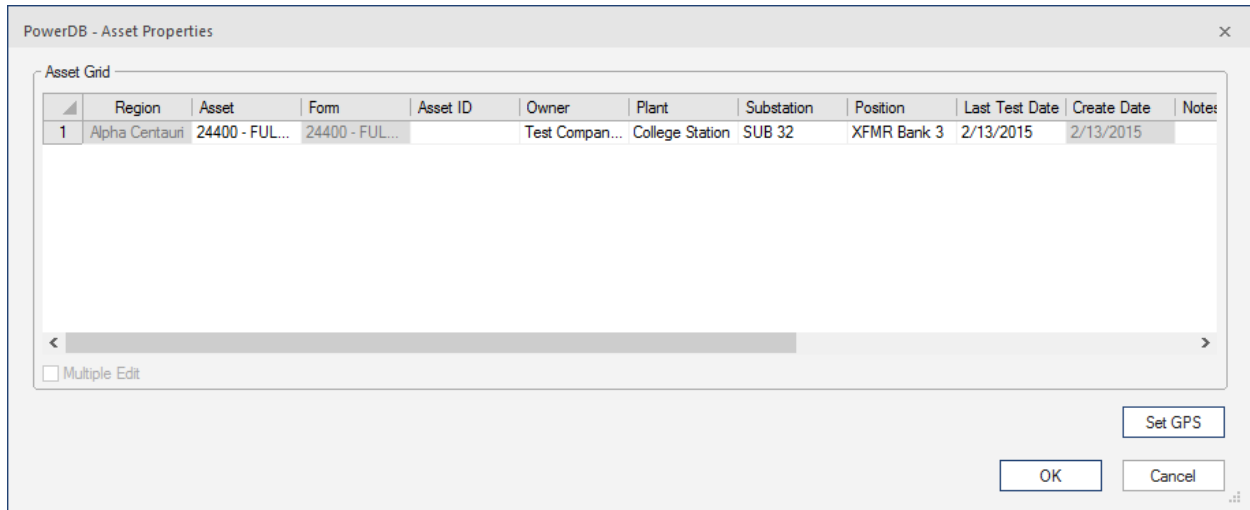 PowerDB - Asset Properties
Asset Grid
Region Asset Form Asset ID Owner Plant Substation Position Last Test Date Create Date Notes
1 Alpha Centauri 24400 - FUL... 24400 - FUL... Test Compan... College Station SUB 32 XFMR Bank 3 2/13/2015 2/13/2015
Multiple Edit
Set GPS
OK Cancel